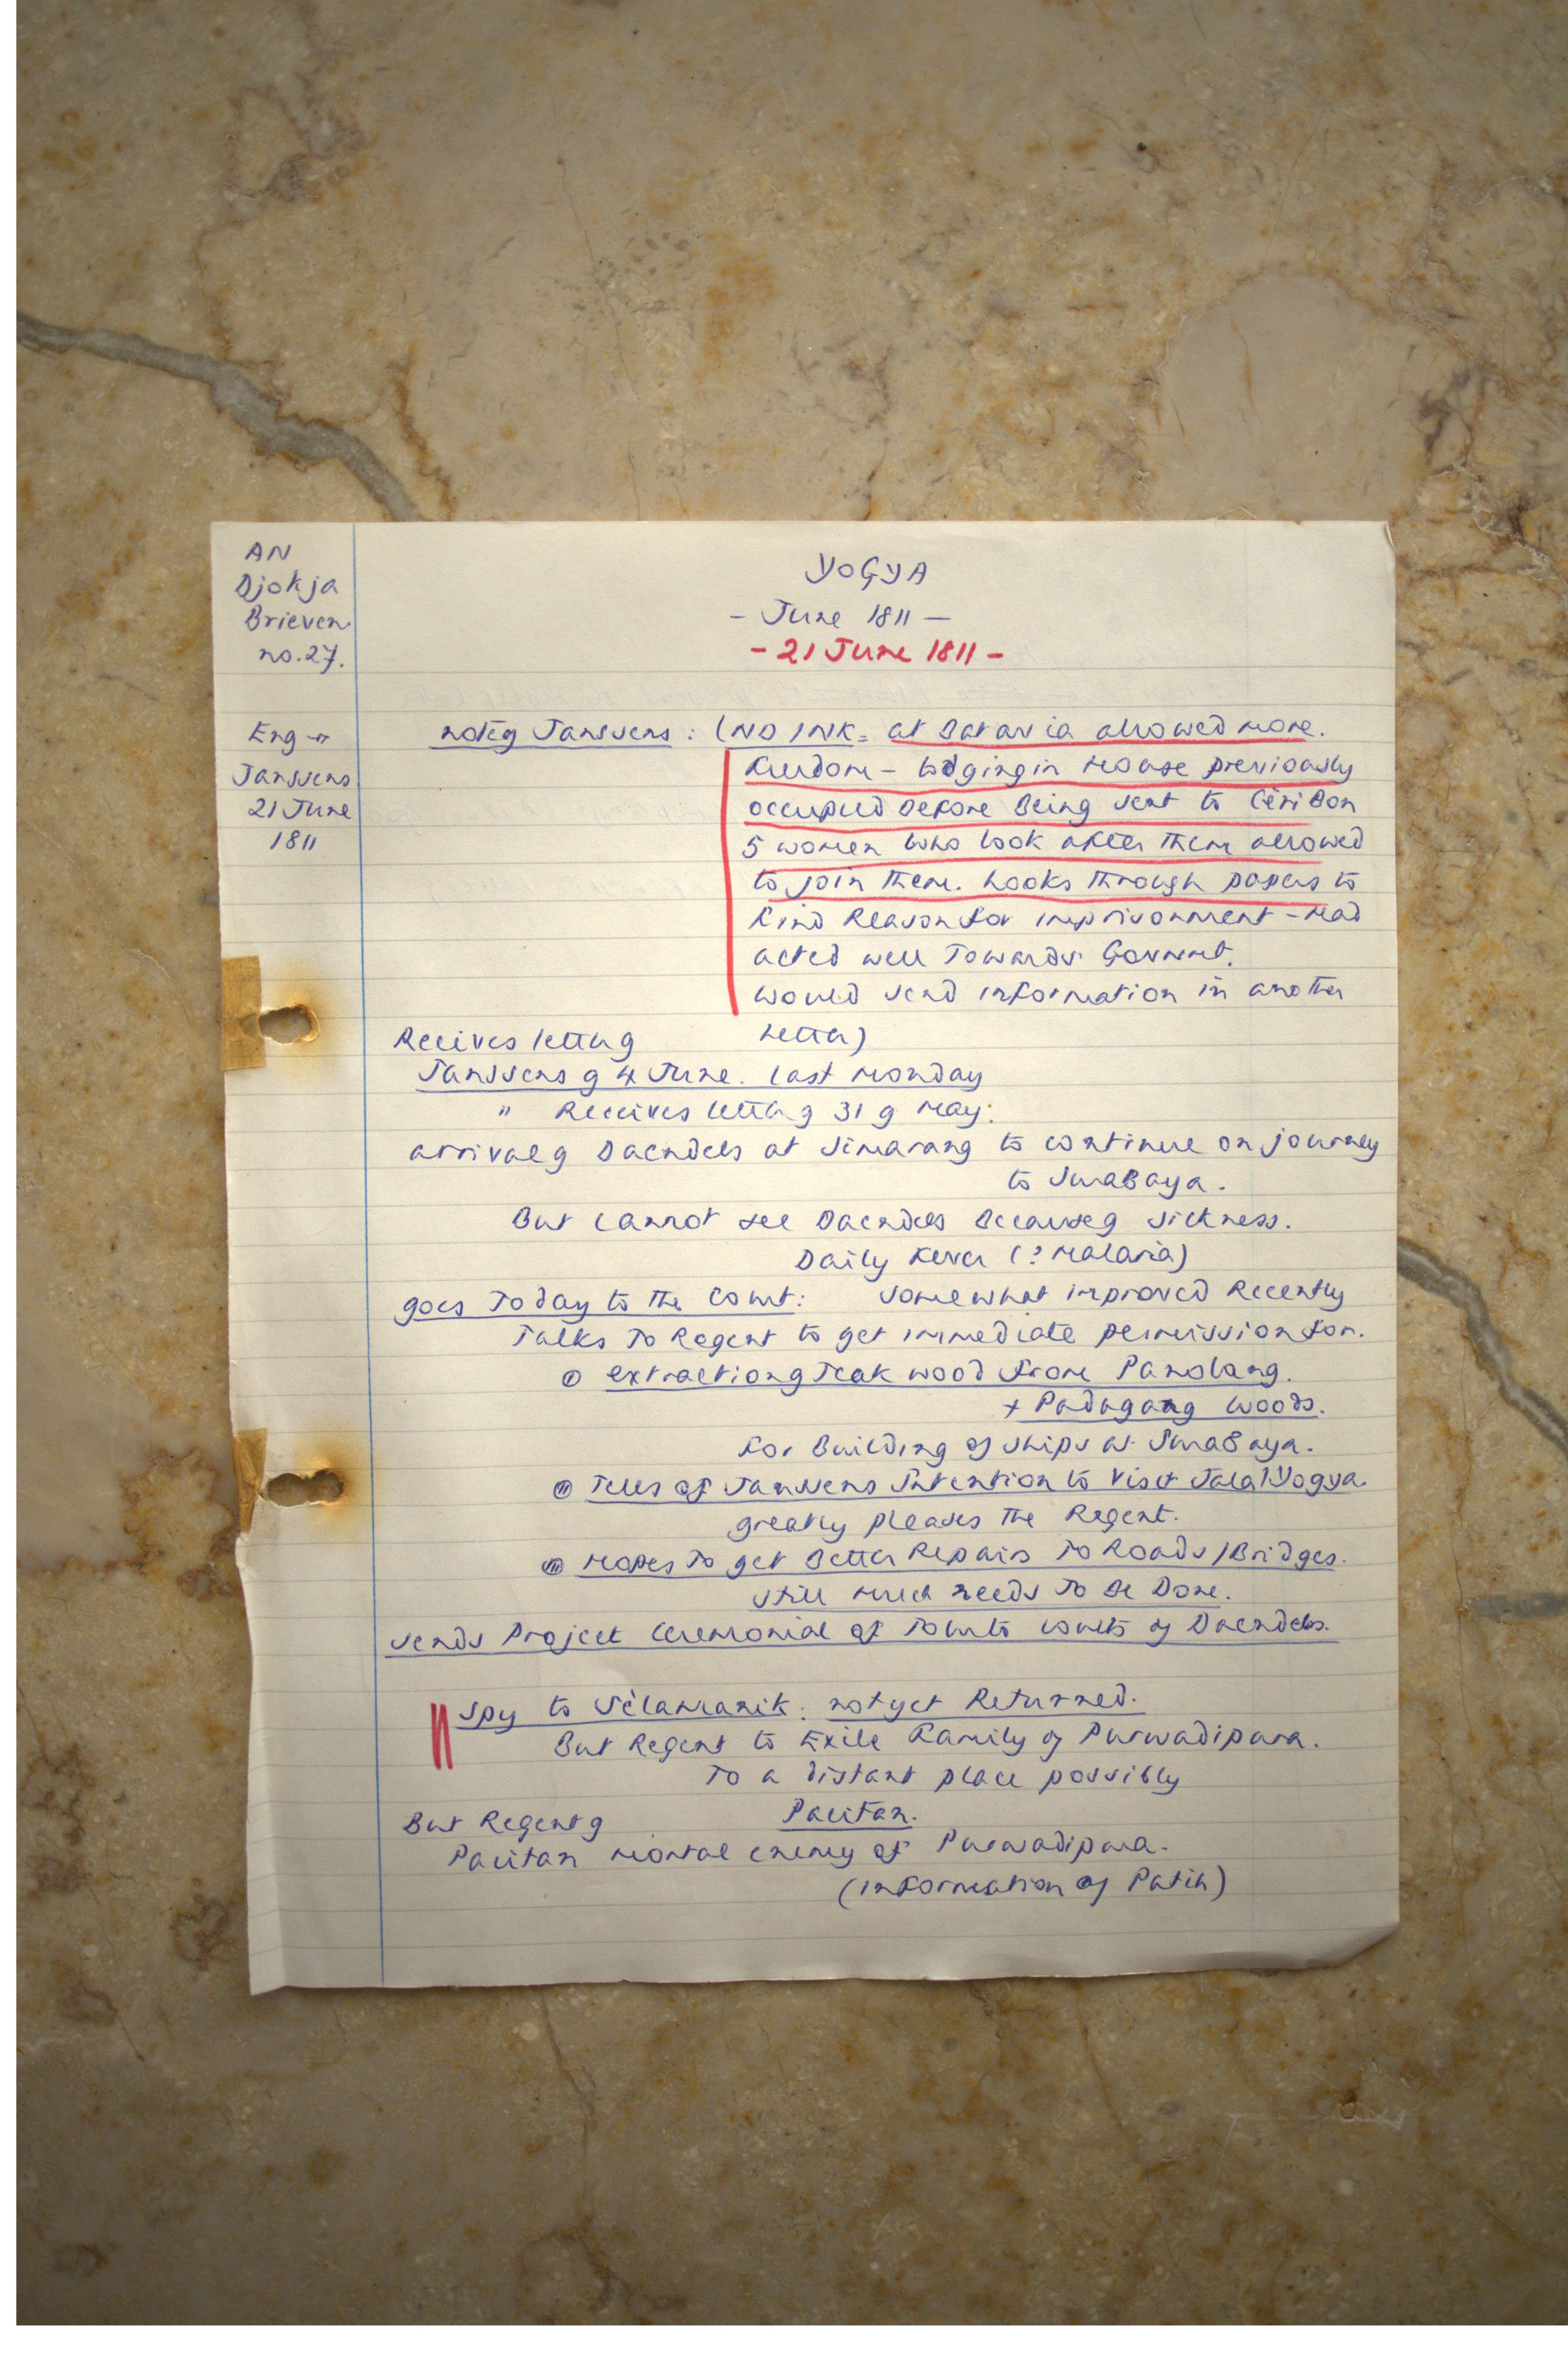 AN
Djokja
Brieven
no. 27.
YOGYA
- June 1811 -
- 21 June 1811 -
Eng →
Janssens
21 June
1811
note of Janssens : (NO INK = at Batavia allowed more.
freedom - lodging in house previously
occupied before being sent to Ceribon
5 women who look after them allowed
to join them. Looks through papers to
find reason for imprisonment - had
acted well towards Govnmt.
would send information in another
letter)
Receives letter of
Janssens of 4 June. last monday
" Receives letter of 31 of May.
arrival of Daendels at Semarang to continue on journey
to Surabaya.
But cannot see Daendels because of sickness.
Daily fever (? malaria)
goes today to the Court: somewhat improved recently
Talks to Regent to get immediate permission for.
① extraction of Teak wood from Panolang.
+ Padagang woods.
for Building of ships at Surabaya.
② Tells of Janssens Intention to visit Sala/Yogya.
greatly pleases the Regent.
③ Hopes to get better Repairs to Roads/Bridges.
still much needs to be Done.
sends Project Ceremonial of Tour to courts of Daendels.
Spy to Sélamanik: not yet Returned.
But Regent to Exile Family of Purwadipura.
to a distant place possibly
Pacitan.
But Regent of
Pacitan mortal enemy of Purwadipura.
(information of Patih)